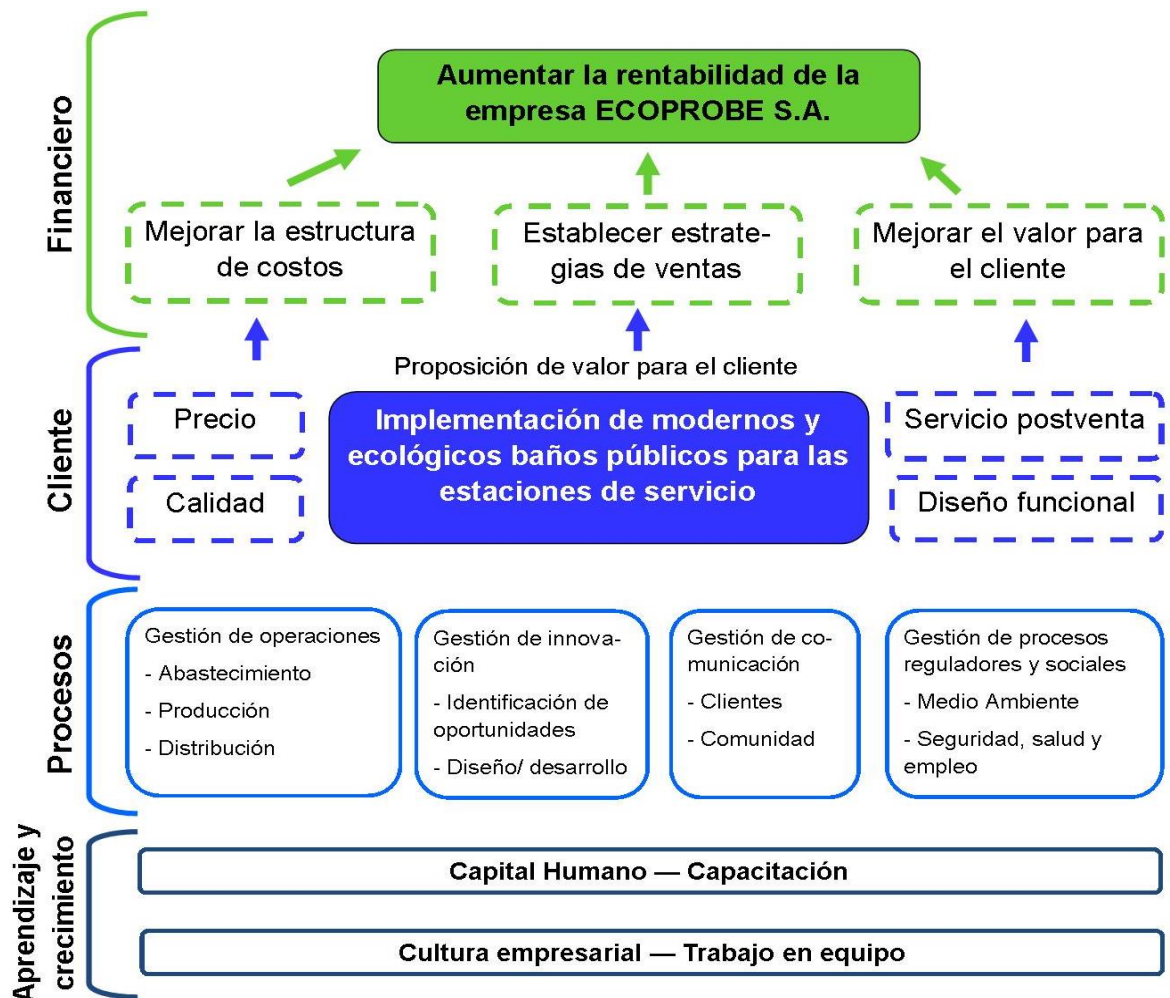 Financiero
Aumentar la rentabilidad de la
empresa ECOPROBE S.A.
Mejorar la estructura
de costos
Establecer estrate-
gias de ventas
Mejorar el valor para
el cliente
Cliente
Proposición de valor para el cliente
Precio
Calidad
Implementación de modernos y
ecológicos baños públicos para las
estaciones de servicio
Servicio postventa
Diseño funcional
Procesos
Gestión de operaciones
- Abastecimiento
- Producción
- Distribución
Gestión de innova-
ción
- Identificación de
oportunidades
- Diseño/ desarrollo
Gestión de co-
municación
- Clientes
- Comunidad
Gestión de procesos
reguladores y sociales
- Medio Ambiente
- Seguridad, salud y
empleo
Aprendizaje y
crecimiento
Capital Humano — Capacitación
Cultura empresarial — Trabajo en equipo